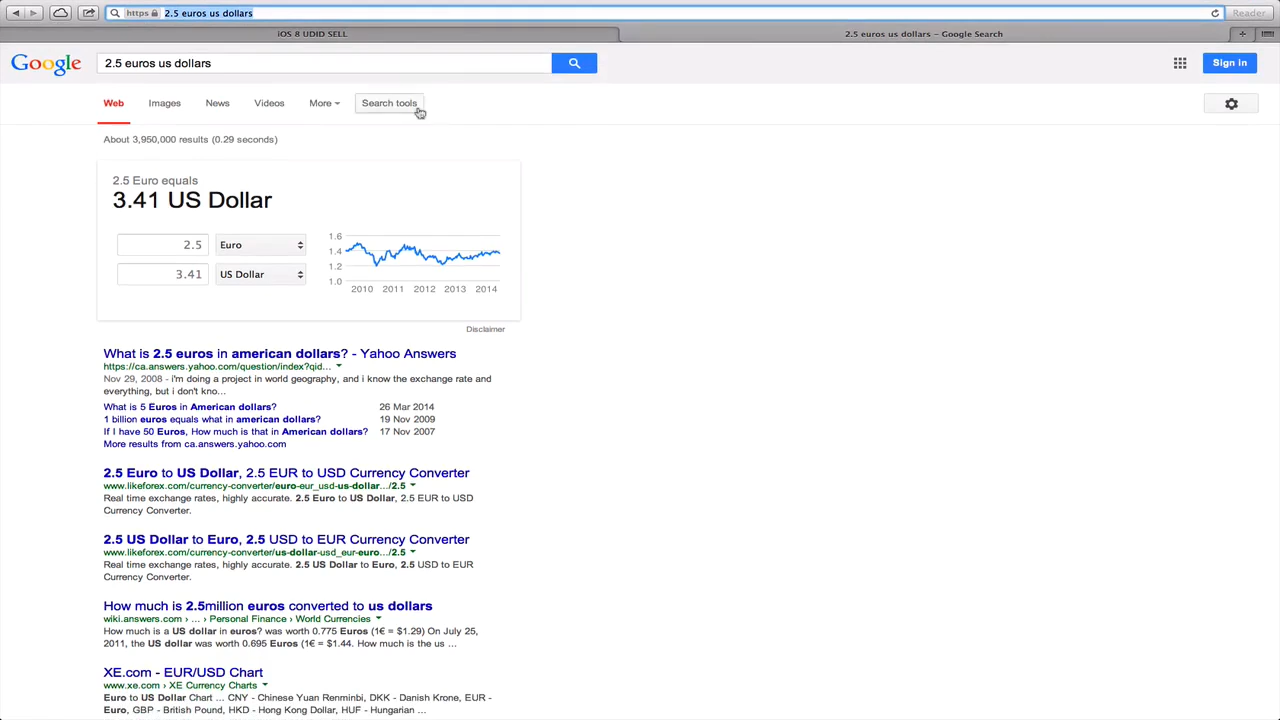 https 2.5 euros us dollars Reader
iOS 8 UDID SELL 2.5 euros us dollars – Google Search
Google 2.5 euros us dollars Sign in
Web Images News Videos More Search tools
About 3,950,000 results (0.29 seconds)
2.5 Euro equals
3.41 US Dollar
2.5 Euro
3.41 US Dollar
1.6
1.4
1.2
1.0
2010 2011 2012 2013 2014
Disclaimer
What is 2.5 euros in american dollars? - Yahoo Answers
https://ca.answers.yahoo.com/question/index?qid...
Nov 29, 2008 - i'm doing a project in world geography, and i know the exchange rate and
everything, but i don't kno...
What is 5 Euros in American dollars? 26 Mar 2014
1 billion euros equals what in american dollars? 19 Nov 2009
If I have 50 Euros, How much is that in American dollars? 17 Nov 2007
More results from ca.answers.yahoo.com
2.5 Euro to US Dollar, 2.5 EUR to USD Currency Converter
www.likeforex.com/currency-converter/euro-eur_usd-us-dollar.../2.5
Real time exchange rates, highly accurate. 2.5 Euro to US Dollar, 2.5 EUR to USD
Currency Converter.
2.5 US Dollar to Euro, 2.5 USD to EUR Currency Converter
www.likeforex.com/currency-converter/us-dollar-usd_eur-euro.../2.5
Real time exchange rates, highly accurate. 2.5 US Dollar to Euro, 2.5 USD to EUR
Currency Converter.
How much is 2.5million euros converted to us dollars
wiki.answers.com › ... › Personal Finance › World Currencies
How much is a US dollar in euros? was worth 0.775 Euros (1€ = $1.29) On July 25,
2011, the US dollar was worth 0.695 Euros (1€ = $1.44. How much is the us ...
XE.com - EUR/USD Chart
www.xe.com › XE Currency Charts
Euro to US Dollar Chart ... CNY - Chinese Yuan Renminbi, DKK - Danish Krone, EUR -
Euro, GBP - British Pound, HKD - Hong Kong Dollar, HUF - Hungarian ...